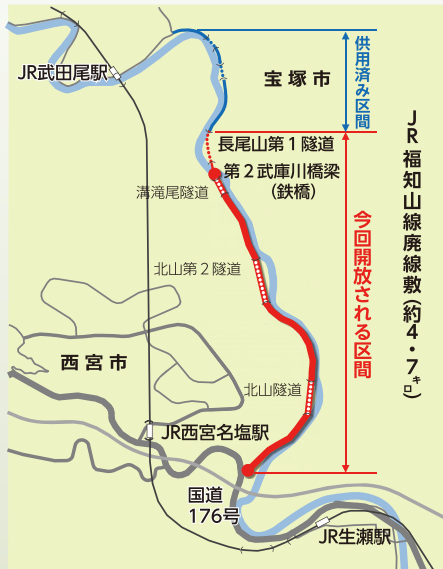 JR武田尾駅
宝塚市
供用済み区間
長尾山第1隧道
第2武庫川橋梁
(鉄橋)
溝滝尾隧道
北山第2隧道
今回開放される区間
JR福知山線廃線敷(約4・7キロ)
西宮市
北山隧道
JR西宮名塩駅
国道
176号
JR生瀬駅